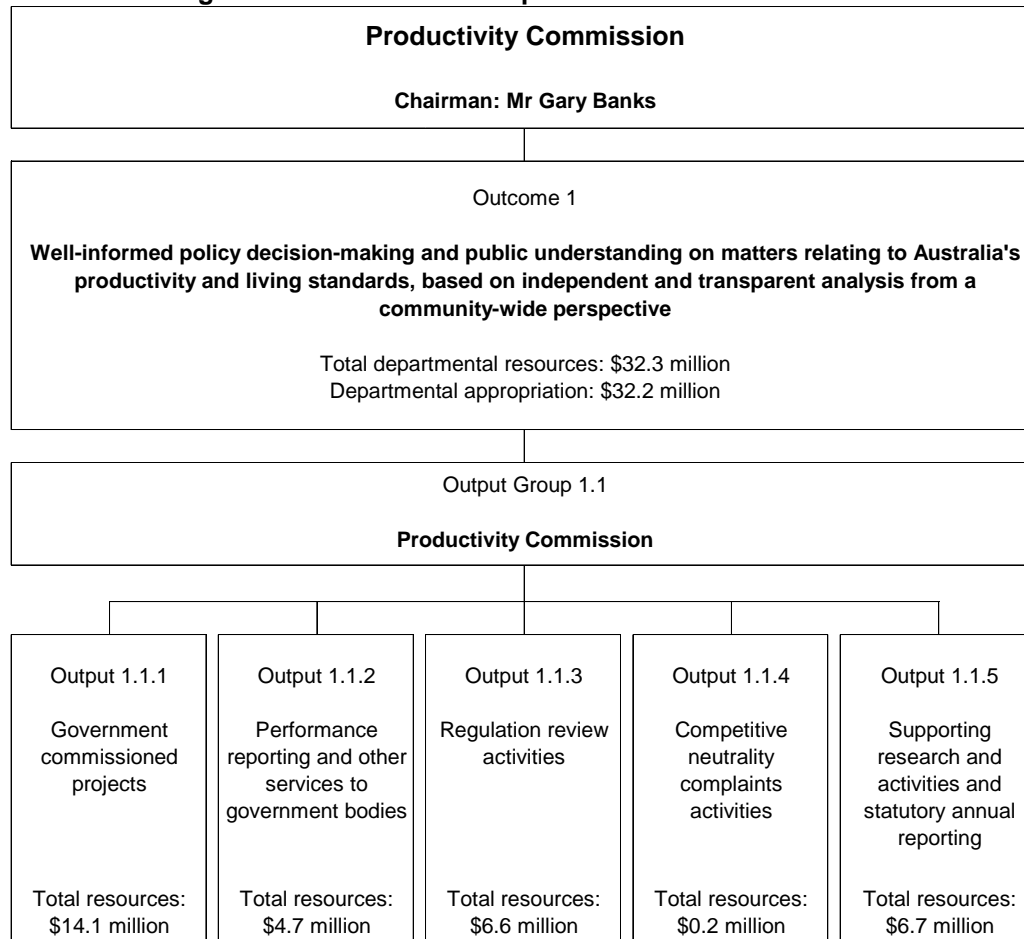 Productivity Commission
Chairman: Mr Gary Banks
Outcome 1
Well-informed policy decision-making and public understanding on matters relating to Australia's
productivity and living standards, based on independent and transparent analysis from a
community-wide perspective
Total departmental resources: $32.3 million
Departmental appropriation: $32.2 million
Output Group 1.1
Productivity Commission
Output 1.1.1
Government
commissioned
projects
Total resources:
$14.1 million
Output 1.1.2
Performance
reporting and other
services to
government bodies
Total resources:
$4.7 million
Output 1.1.3
Regulation review
activities
Total resources:
$6.6 million
Output 1.1.4
Competitive
neutrality
complaints
activities
Total resources:
$0.2 million
Output 1.1.5
Supporting
research and
activities and
statutory annual
reporting
Total resources:
$6.7 million